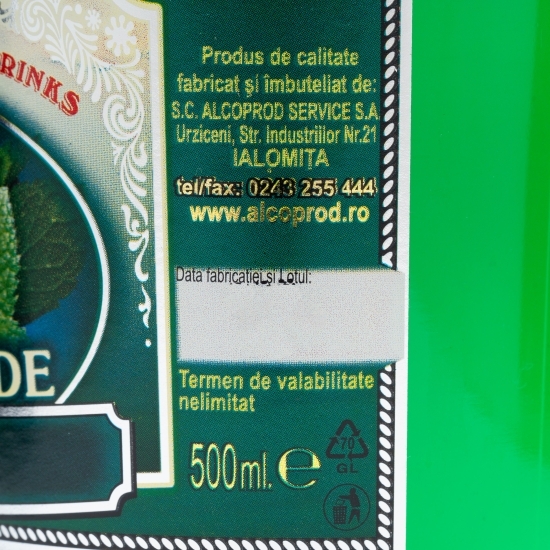 RINKS
DE
Produs de calitate
fabricat și îmbuteliat de:
S.C. ALCOPROD SERVICE S.A.
Urziceni, Str. Industriilor Nr.21
IALOMIȚA
tel/fax: 0243 255 444
www.alcoprod.ro
Data fabricației și Lotul:
Termen de valabilitate
nelimitat
500ml. e
70
GL